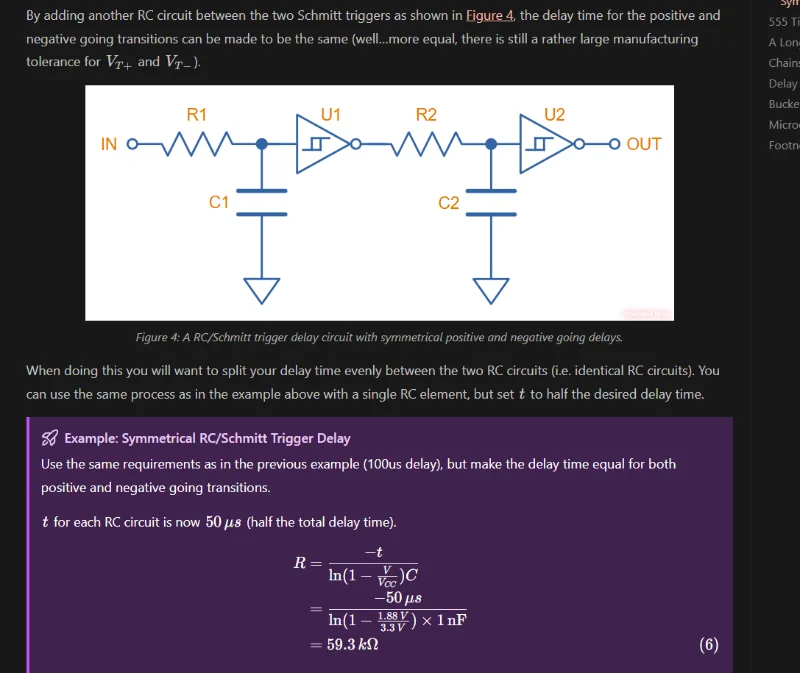 By adding another RC circuit between the two Schmitt triggers as shown in Figure 4, the delay time for the positive and
negative going transitions can be made to be the same (well...more equal, there is still a rather large manufacturing
tolerance for V_{T+} and V_{T-}).
Sym
555 Ti
A Lon
Chains
Delay
Bucke
Micro
Footn
R1 U1 R2 U2
IN OUT
C1 C2
Figure 4: A RC/Schmitt trigger delay circuit with symmetrical positive and negative going delays.
When doing this you will want to split your delay time evenly between the two RC circuits (i.e. identical RC circuits). You
can use the same process as in the example above with a single RC element, but set t to half the desired delay time.
Example: Symmetrical RC/Schmitt Trigger Delay
Use the same requirements as in the previous example (100us delay), but make the delay time equal for both
positive and negative going transitions.
t for each RC circuit is now 50 μs (half the total delay time).
R = \frac{-t}{\ln(1 - \frac{V}{V_{CC}})C}
= \frac{-50 μs}{\ln(1 - \frac{1.88 V}{3.3 V}) × 1 nF}
= 59.3 kΩ (6)